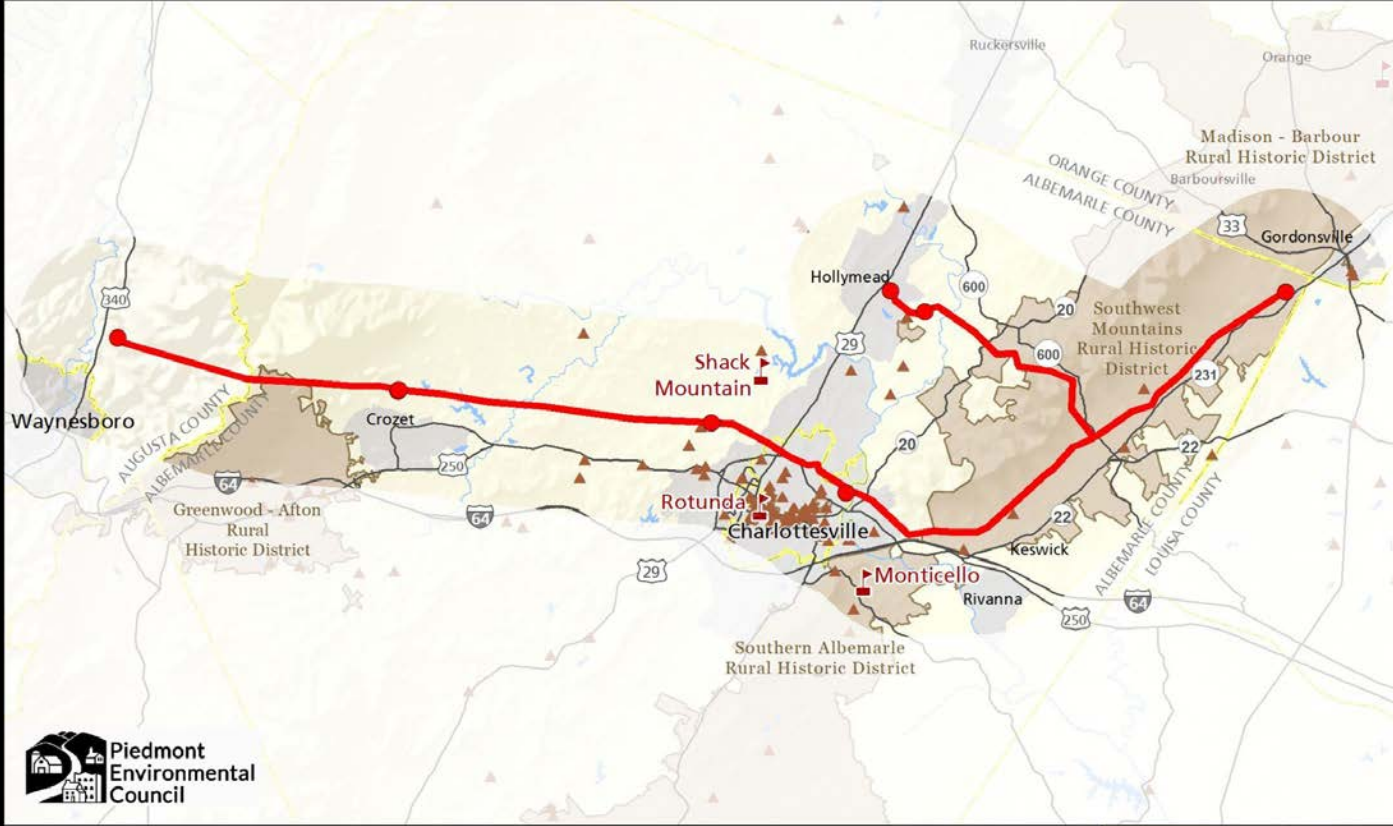 Ruckersville
Orange
Madison - Barbour
Rural Historic District
Barboursville
ORANGE COUNTY
ALBEMARLE COUNTY
33
Gordonsville
Hollymead
600
340
20
Southwest
Mountains
Rural Historic
District
29
600
231
Shack
Mountain
Waynesboro
AUGUSTA COUNTY
ALBEMARLE COUNTY
Crozet
250
20
22
64
Greenwood - Afton
Rural
Historic District
64
Rotunda
Charlottesville
22
Keswick
ALBEMARLE COUNTY
LOUISA COUNTY
29
Monticello
Rivanna
64
250
Southern Albemarle
Rural Historic District
Piedmont
Environmental
Council